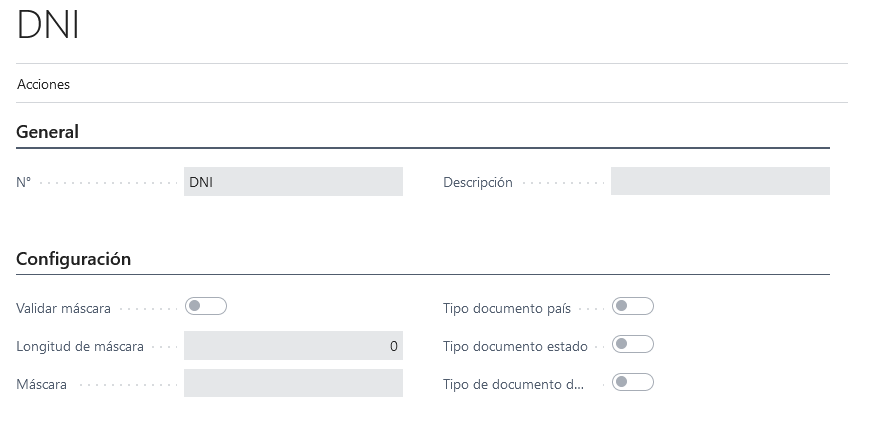 DNI
Acciones
General
Nº DNI Descripción
Configuración
Validar máscara Tipo documento país
Longitud de máscara 0 Tipo documento estado
Máscara Tipo de documento d...